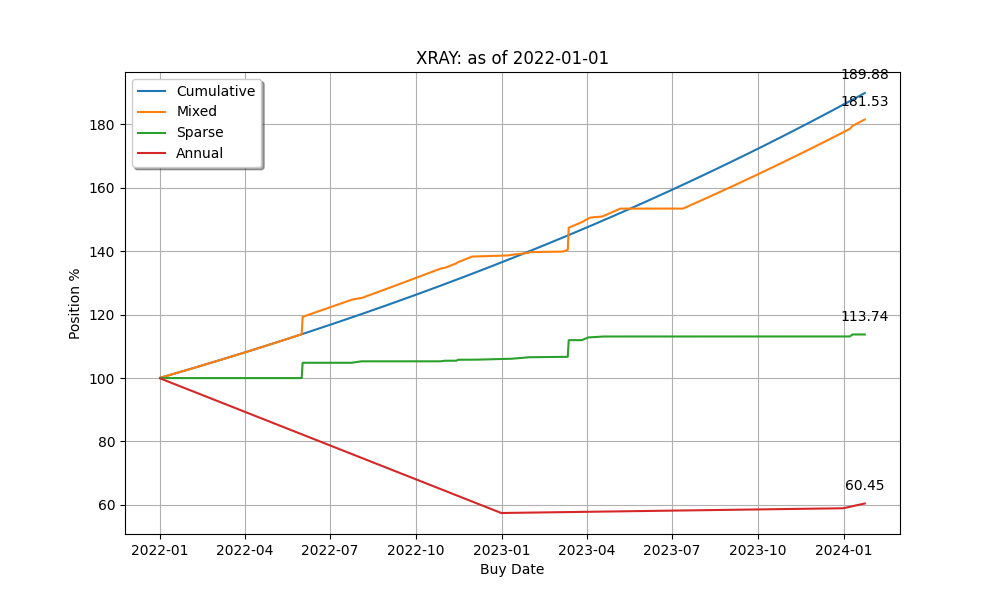 XRAY: as of 2022-01-01
189.88
181.53
Cumulative
Mixed
Sparse
Annual
180
160
140
120
113.74
100
80
60.45
60
Position %
2022-01 2022-04 2022-07 2022-10 2023-01 2023-04 2023-07 2023-10 2024-01
Buy Date